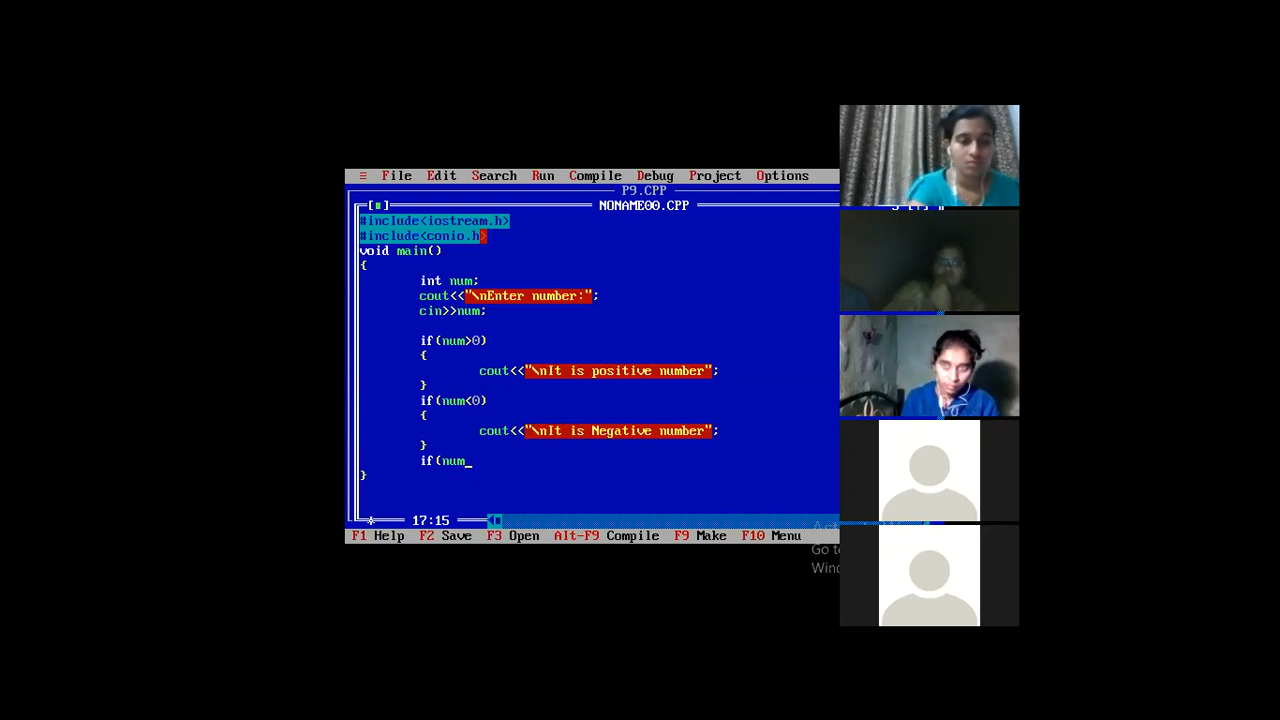 ≡ File Edit Search Run Compile Debug Project Options
P9.CPP
[■] NONAME00.CPP
#include<iostream.h>
#include<conio.h>
void main()
{
int num;
cout<<"\nEnter number:";
cin>>num;
if(num>0)
{
cout<<"\nIt is positive number";
}
if(num<0)
{
cout<<"\nIt is Negative number";
}
if(num_
}
17:15
Go to
Wind
F1 Help F2 Save F3 Open Alt-F9 Compile F9 Make F10 Menu